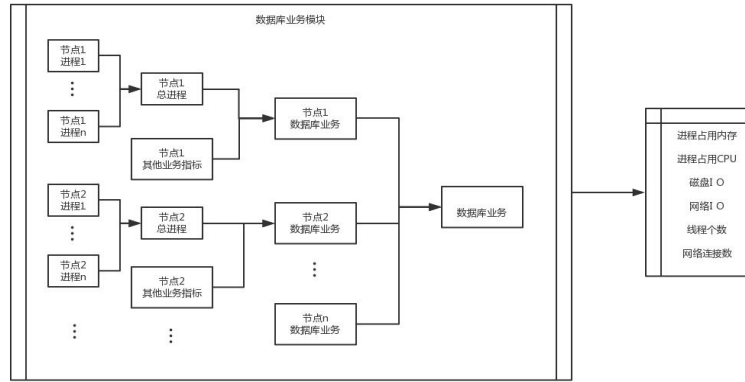 数据库业务模块
节点1
进程1
节点1
进程n
节点1
总进程
节点1
其他业务指标
节点1
数据库业务
节点2
进程1
节点2
进程n
节点2
总进程
节点2
其他业务指标
节点2
数据库业务
节点n
数据库业务
数据库业务
进程占用内存
进程占用CPU
磁盘I O
网络I O
线程个数
网络连接数